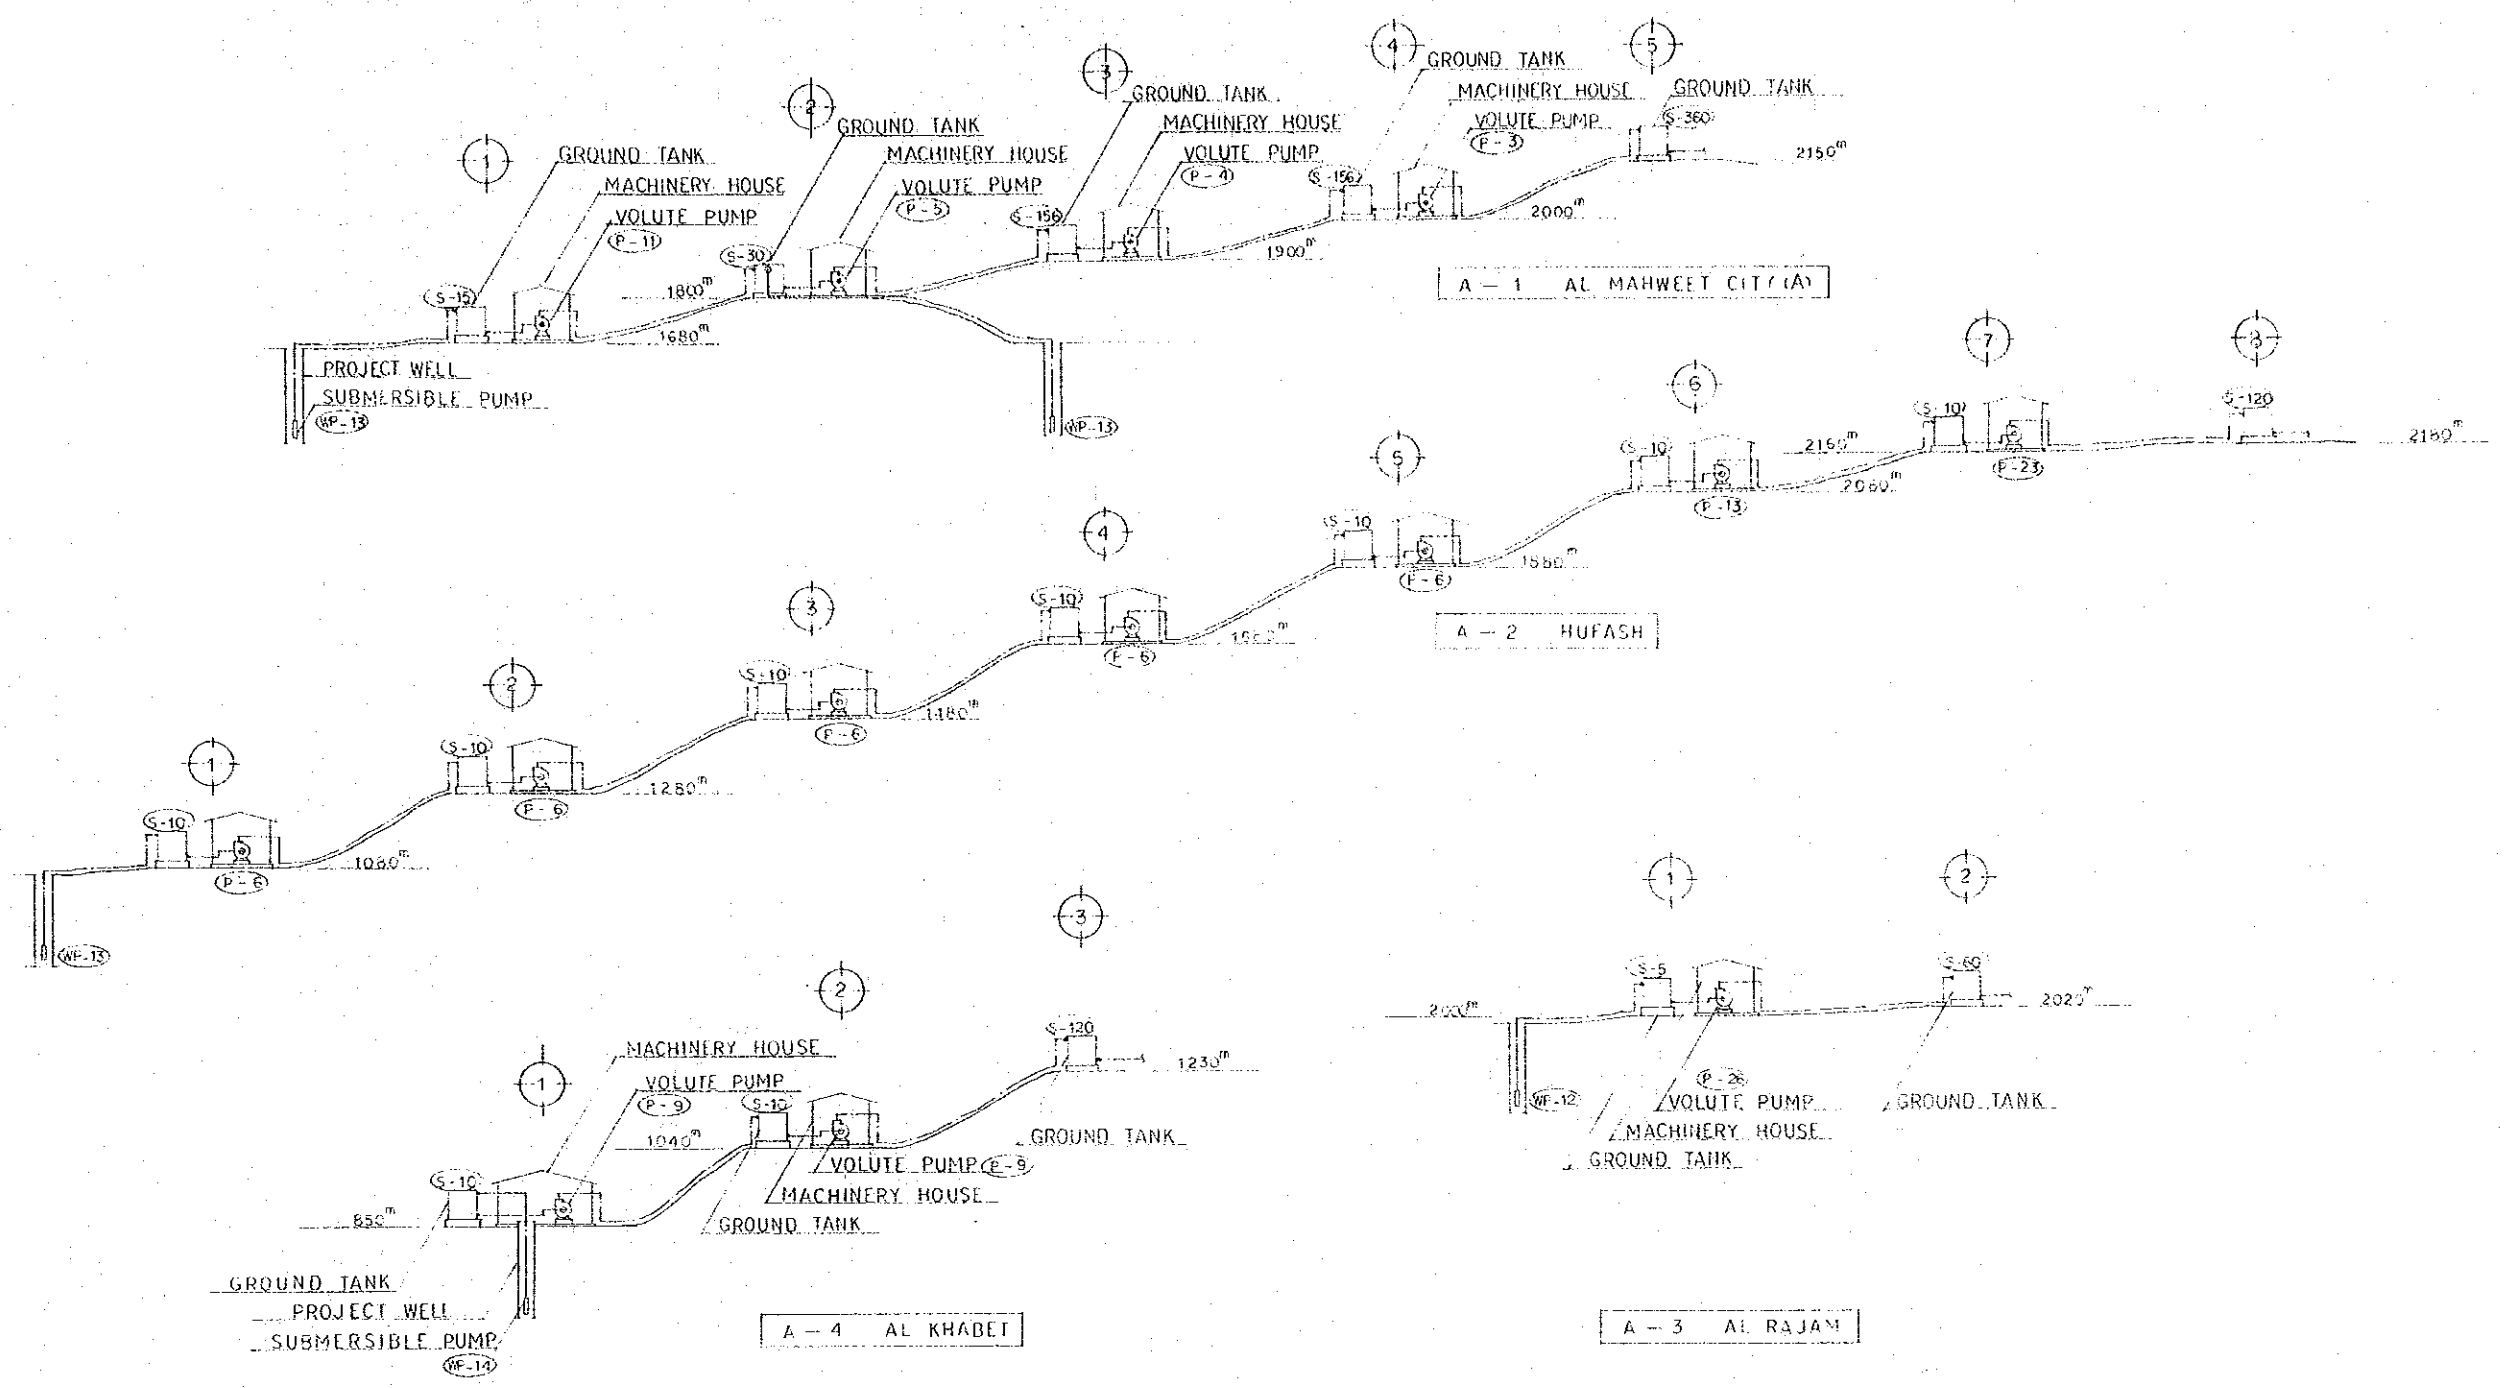 1
GROUND TANK
MACHINERY HOUSE
VOLUTE PUMP
P-11
S-15
1680m
PROJECT WELL
SUBMERSIBLE PUMP
WP-13
2
GROUND TANK
MACHINERY HOUSE
VOLUTE PUMP
P-5
S-30
1800m
WP-13
3
GROUND TANK
MACHINERY HOUSE
VOLUTE PUMP
P-4
S-156
1900m
4
GROUND TANK
MACHINERY HOUSE
VOLUTE PUMP
P-3
S-156
2000m
5
GROUND TANK
S-360
2150m
A-1 AL MAHWEET CITY(A)
1
S-10
P-6
1080m
WP-13
2
S-10
P-6
1280m
3
S-10
P-6
1480m
4
S-10
P-6
5
S-10
P-6
6
S-10
P-13
2060m
7
S-10
P-23
2160m
8
S-120
2180m
A-2 HUFASH
1
MACHINERY HOUSE
VOLUTE PUMP
P-9
S-10
850m
GROUND TANK
PROJECT WELL
SUBMERSIBLE PUMP
WP-14
2
S-10
1040m
VOLUTE PUMP P-9
MACHINERY HOUSE
GROUND TANK
3
S-120
1230m
GROUND TANK
A-4 AL KHABET
1
S-5
2000m
WP-12
P-26
VOLUTE PUMP
MACHINERY HOUSE
GROUND TANK
2
S-60
2020m
GROUND TANK
A-3 AL RAJAM